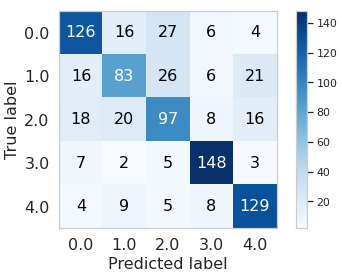 True label
0.0 126 16 27 6 4
1.0 16 83 26 6 21
2.0 18 20 97 8 16
3.0 7 2 5 148 3
4.0 4 9 5 8 129
0.0 1.0 2.0 3.0 4.0
Predicted label
140
120
100
80
60
40
20